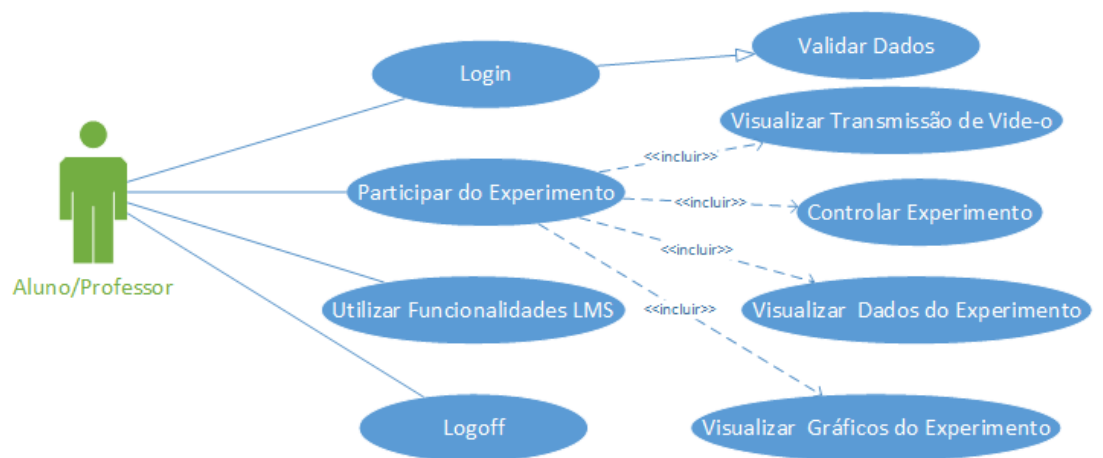 Validar Dados
Login
Visualizar Transmissão de Vide-o
<<incluir>>
Participar do Experimento
<<incluir>>
Controlar Experimento
<<incluir>>
Aluno/Professor
Utilizar Funcionalidades LMS
<<incluir>>
Visualizar Dados do Experimento
Logoff
Visualizar Gráficos do Experimento